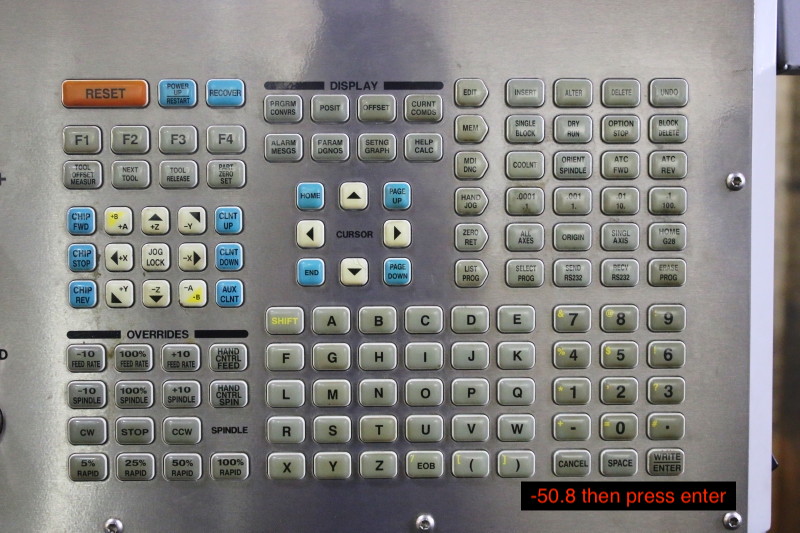 DISPLAY
RESET POWER UP RESTART RECOVER
PRGRM CONVRS POSIT OFFSET CURNT COMDS
EDIT INSERT ALTER DELETE UNDO
F1 F2 F3 F4
ALARM MESGS PARAM DGNOS SETNG GRAPH HELP CALC
MEM SINGLE BLOCK DRY RUN OPTION STOP BLOCK DELETE
TOOL OFFSET MEASUR NEXT TOOL TOOL RELEASE PART ZERO SET
MDI DNC COOLNT ORIENT SPINDLE ATC FWD ATC REV
HOME PAGE UP
HAND JOG .0001 .1 .001 1. .01 10. .1 100.
CHIP FWD +B +A +Z -Y CLNT UP
CURSOR
ZERO RET ALL AXES ORIGIN SINGL AXIS HOME G28
CHIP STOP +X JOG LOCK -X CLNT DOWN
END PAGE DOWN
LIST PROG SELECT PROG SEND RS232 RECV RS232 ERASE PROG
CHIP REV +Y -Z -A -B AUX CLNT
SHIFT A B C D E 7 8 9
OVERRIDES
-10 FEED RATE 100% FEED RATE +10 FEED RATE HAND CNTRL FEED
F G H I J K 4 5 6
-10 SPINDLE 100% SPINDLE +10 SPINDLE HAND CNTRL SPIN
L M N O P Q 1 2 3
CW STOP CCW SPINDLE
R S T U V W - 0 .
5% RAPID 25% RAPID 50% RAPID 100% RAPID
X Y Z EOB ( ) CANCEL SPACE WRITE ENTER
-50.8 then press enter